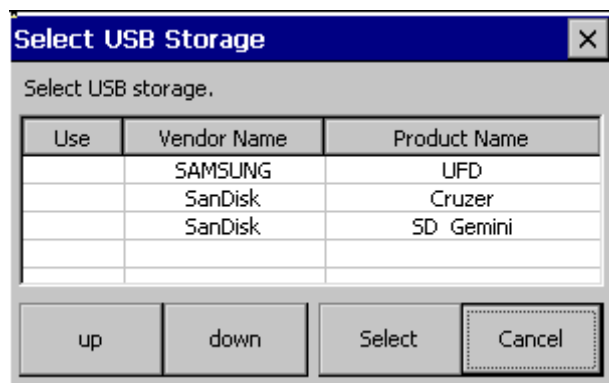 Select USB Storage
Select USB storage.
Use Vendor Name Product Name
SAMSUNG UFD
SanDisk Cruzer
SanDisk SD Gemini
up down Select Cancel